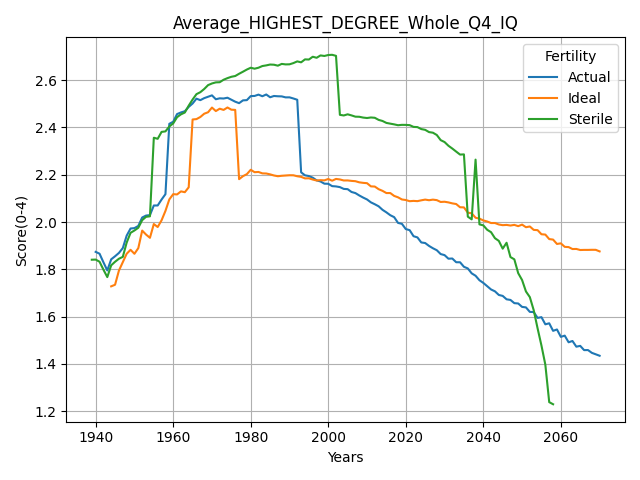 Average_HIGHEST_DEGREE_Whole_Q4_IQ
Fertility
Actual
Ideal
Sterile
Score(0-4)
2.6
2.4
2.2
2.0
1.8
1.6
1.4
1.2
1940 1960 1980 2000 2020 2040 2060
Years